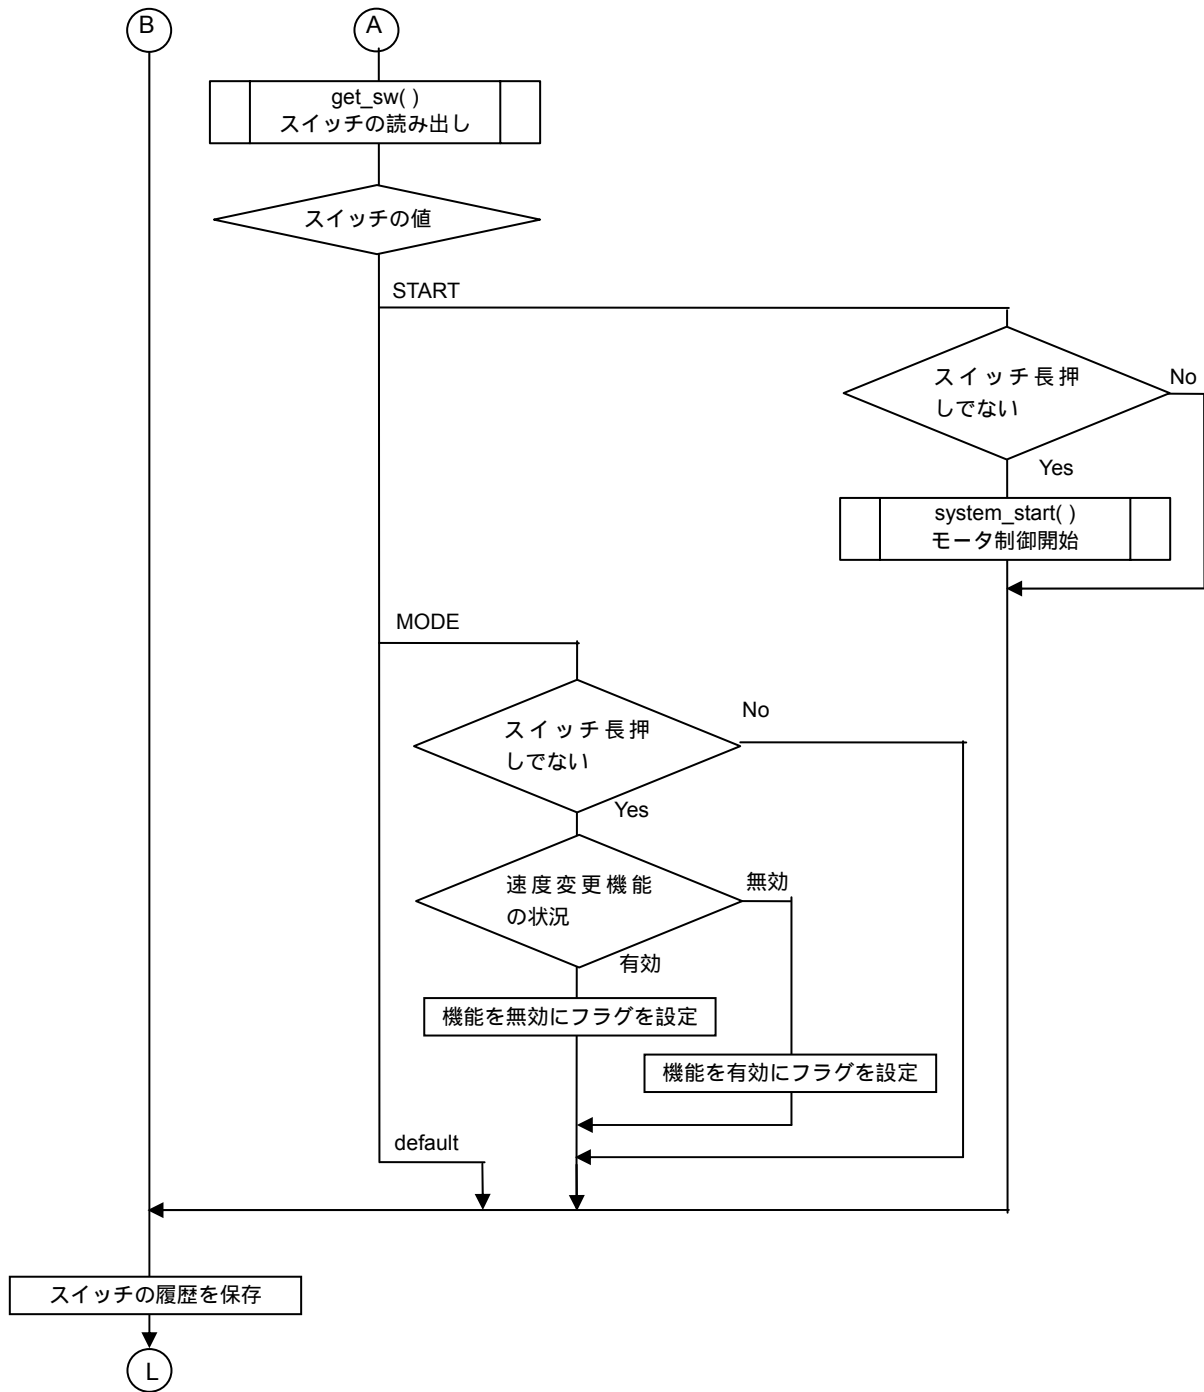 B
A
get_sw( )
スイッチの読み出し
スイッチの値
START
スイッチ長押
しでない
No
Yes
system_start( )
モータ制御開始
MODE
スイッチ長押
しでない
No
Yes
速度変更機能
の状況
無効
有効
機能を無効にフラグを設定
機能を有効にフラグを設定
default
スイッチの履歴を保存
L